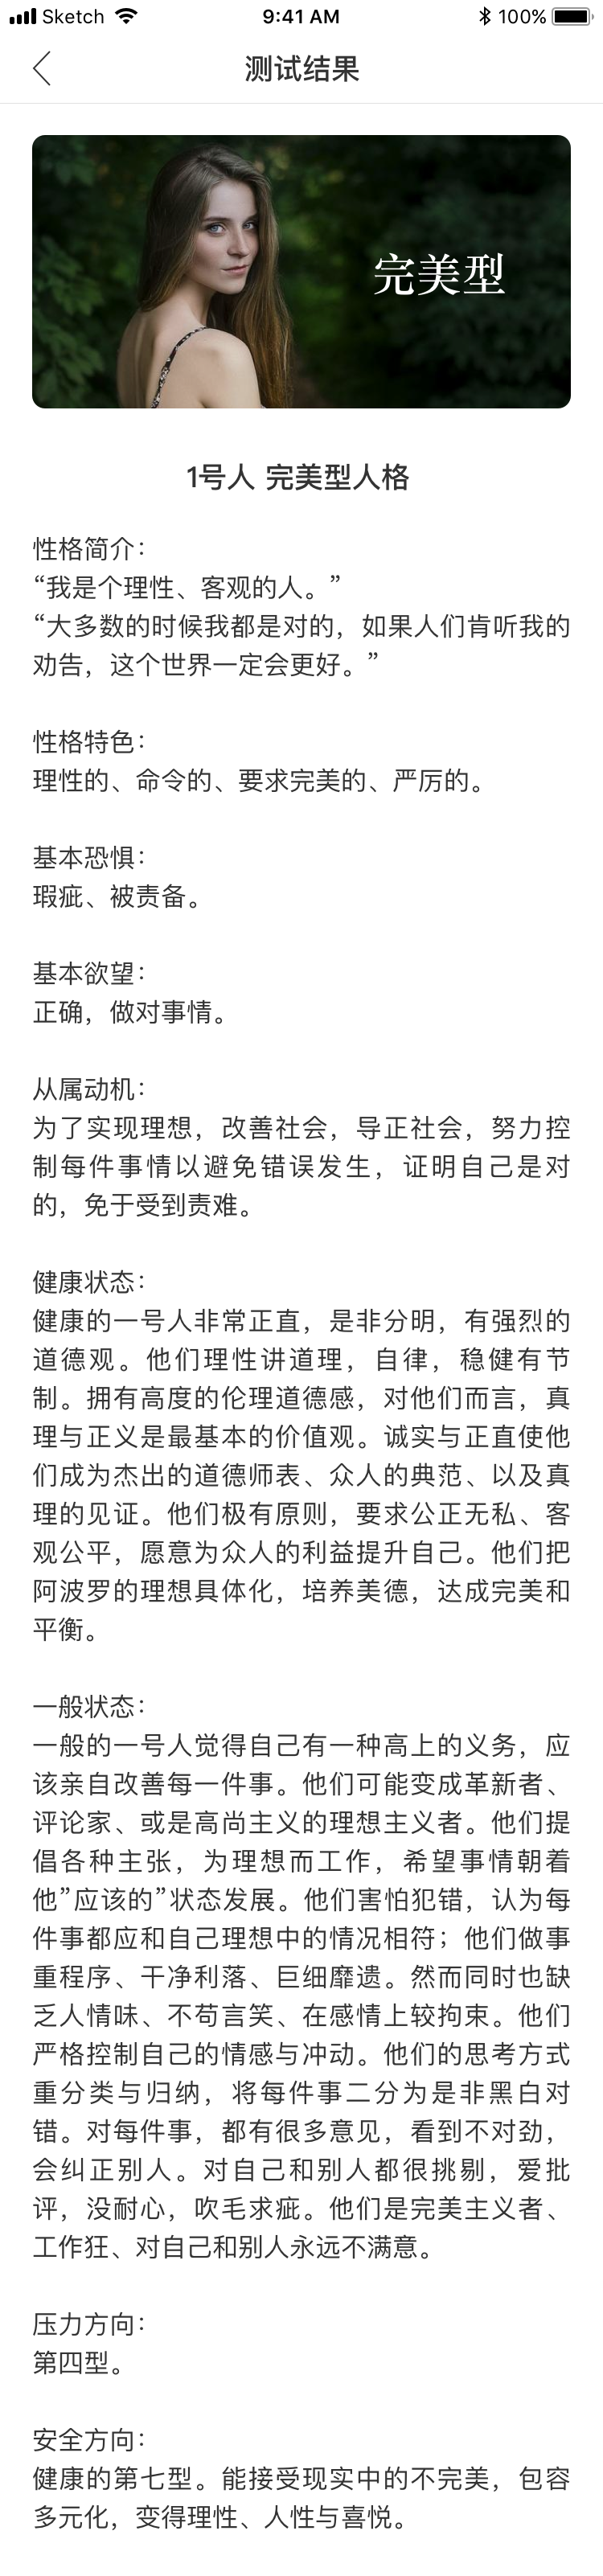 Sketch 9:41 AM 100%
测试结果
完美型
1号人 完美型人格
性格简介：
“我是个理性、客观的人。”
“大多数的时候我都是对的，如果人们肯听我的
劝告，这个世界一定会更好。”
性格特色：
理性的、命令的、要求完美的、严厉的。
基本恐惧：
瑕疵、被责备。
基本欲望：
正确，做对事情。
从属动机：
为了实现理想，改善社会，导正社会，努力控
制每件事情以避免错误发生，证明自己是对
的，免于受到责难。
健康状态：
健康的一号人非常正直，是非分明，有强烈的
道德观。他们理性讲道理，自律，稳健有节
制。拥有高度的伦理道德感，对他们而言，真
理与正义是最基本的价值观。诚实与正直使他
们成为杰出的道德师表、众人的典范、以及真
理的见证。他们极有原则，要求公正无私、客
观公平，愿意为众人的利益提升自己。他们把
阿波罗的理想具体化，培养美德，达成完美和
平衡。
一般状态：
一般的一号人觉得自己有一种高上的义务，应
该亲自改善每一件事。他们可能变成革新者、
评论家、或是高尚主义的理想主义者。他们提
倡各种主张，为理想而工作，希望事情朝着
他”应该的”状态发展。他们害怕犯错，认为每
件事都应和自己理想中的情况相符；他们做事
重程序、干净利落、巨细靡遗。然而同时也缺
乏人情味、不苟言笑、在感情上较拘束。他们
严格控制自己的情感与冲动。他们的思考方式
重分类与归纳，将每件事二分为是非黑白对
错。对每件事，都有很多意见，看到不对劲，
会纠正别人。对自己和别人都很挑剔，爱批
评，没耐心，吹毛求疵。他们是完美主义者、
工作狂、对自己和别人永远不满意。
压力方向：
第四型。
安全方向：
健康的第七型。能接受现实中的不完美，包容
多元化，变得理性、人性与喜悦。